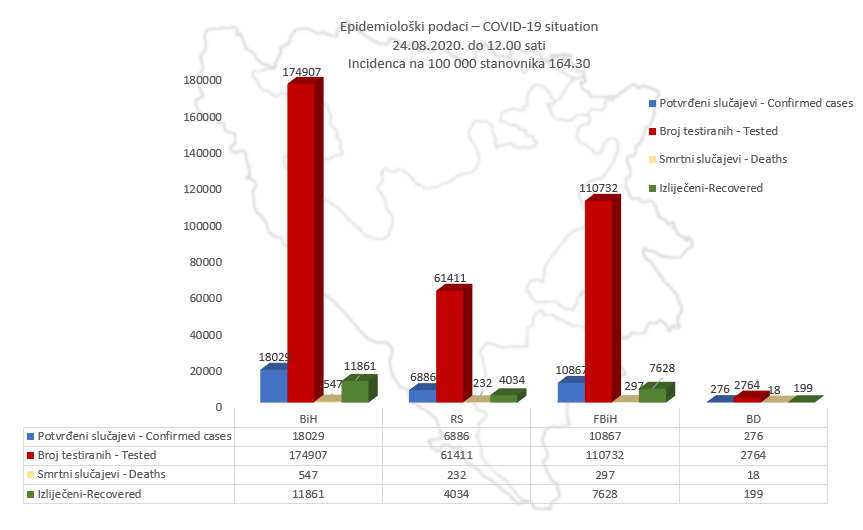 Epidemiološki podaci – COVID-19 situation
24.08.2020. do 12.00 sati
Incidenca na 100 000 stanovnika 164.30
180000
160000
140000
120000
100000
80000
60000
40000
20000
0
174907
18029
547
11861
61411
6886
232
4034
110732
10867
297
7628
276
2764
18
199
Potvrđeni slučajevi - Confirmed cases
Broj testiranih - Tested
Smrtni slučajevi - Deaths
Izliječeni-Recovered
BiH RS FBiH BD
Potvrđeni slučajevi - Confirmed cases 18029 6886 10867 276
Broj testiranih - Tested 174907 61411 110732 2764
Smrtni slučajevi - Deaths 547 232 297 18
Izliječeni-Recovered 11861 4034 7628 199